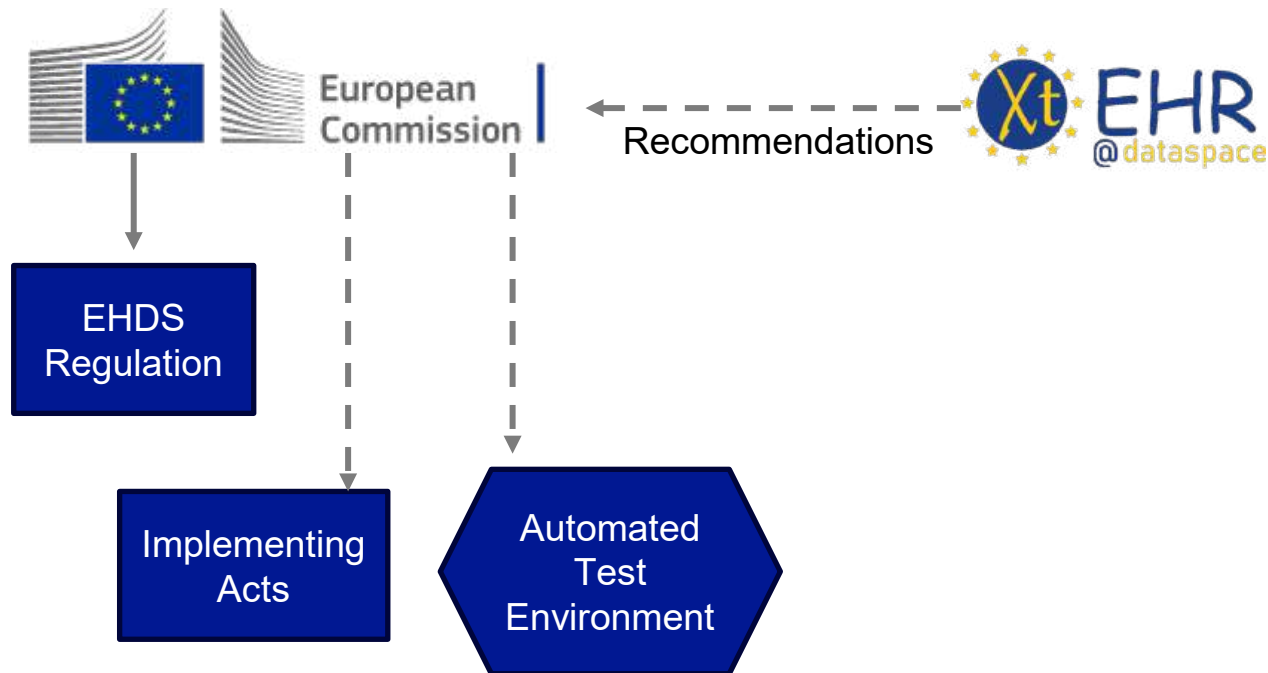 European
Commission
Recommendations
Xt EHR
@dataspace
EHDS
Regulation
Implementing
Acts
Automated
Test
Environment